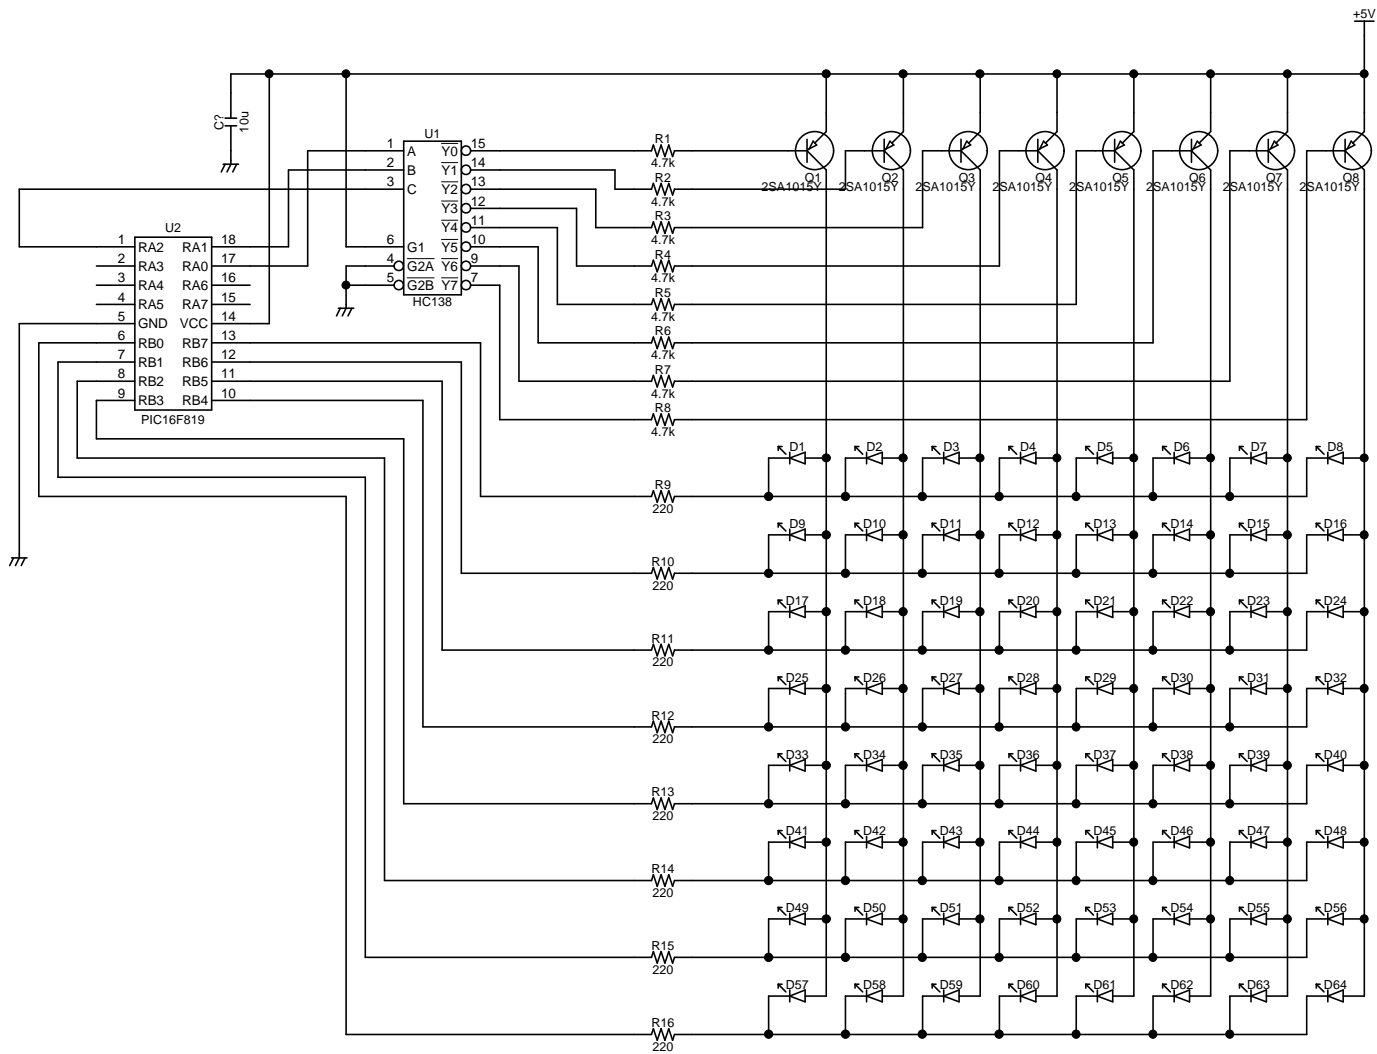 +5V
C?
10u
U1
1 A Y0 15
2 B Y1 14
3 C Y2 13
Y3 12
Y4 11
6 G1 Y5 10
4 G2A Y6 9
5 G2B Y7 7
HC138
U2
1 RA2 RA1 18
2 RA3 RA0 17
3 RA4 RA6 16
4 RA5 RA7 15
5 GND VCC 14
6 RB0 RB7 13
7 RB1 RB6 12
8 RB2 RB5 11
9 RB3 RB4 10
PIC16F819
R1
4.7k
R2
4.7k
R3
4.7k
R4
4.7k
R5
4.7k
R6
4.7k
R7
4.7k
R8
4.7k
Q1 Q2 Q3 Q4 Q5 Q6 Q7 Q8
2SA1015Y 2SA1015Y 2SA1015Y 2SA1015Y 2SA1015Y 2SA1015Y 2SA1015Y 2SA1015Y
D1 D2 D3 D4 D5 D6 D7 D8
R9
220
D9 D10 D11 D12 D13 D14 D15 D16
R10
220
D17 D18 D19 D20 D21 D22 D23 D24
R11
220
D25 D26 D27 D28 D29 D30 D31 D32
R12
220
D33 D34 D35 D36 D37 D38 D39 D40
R13
220
D41 D42 D43 D44 D45 D46 D47 D48
R14
220
D49 D50 D51 D52 D53 D54 D55 D56
R15
220
D57 D58 D59 D60 D61 D62 D63 D64
R16
220